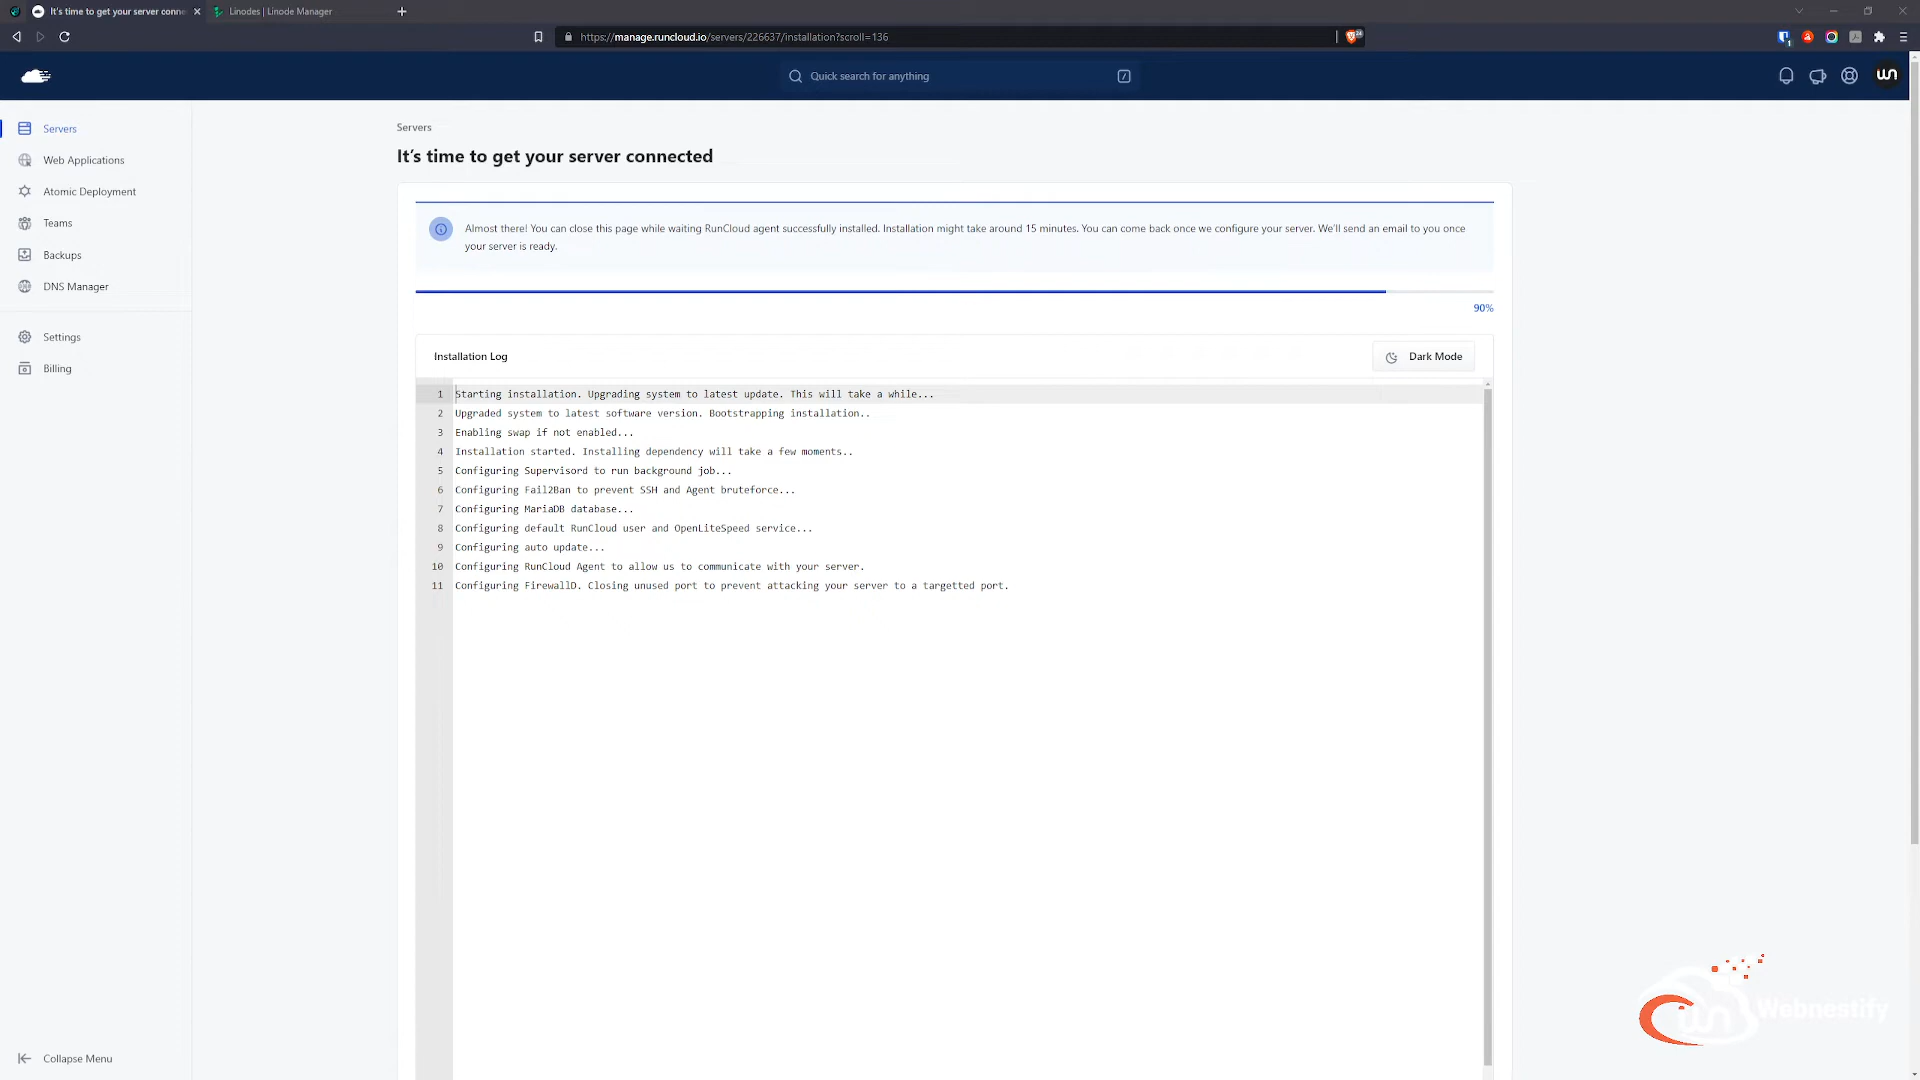 It's time to get your server conne
Linodes | Linode Manager
https://manage.runcloud.io/servers/226637/installation?scroll=136
24
1
Quick search for anything
/
Servers
Web Applications
Atomic Deployment
Teams
Backups
DNS Manager
Settings
Billing
Collapse Menu
Servers
It's time to get your server connected
Almost there! You can close this page while waiting RunCloud agent successfully installed. Installation might take around 15 minutes. You can come back once we configure your server. We'll send an email to you once
your server is ready.
90%
Installation Log
Dark Mode
1 Starting installation. Upgrading system to latest update. This will take a while...
2 Upgraded system to latest software version. Bootstrapping installation..
3 Enabling swap if not enabled...
4 Installation started. Installing dependency will take a few moments..
5 Configuring Supervisord to run background job...
6 Configuring Fail2Ban to prevent SSH and Agent bruteforce...
7 Configuring MariaDB database...
8 Configuring default RunCloud user and OpenLiteSpeed service...
9 Configuring auto update...
10 Configuring RunCloud Agent to allow us to communicate with your server.
11 Configuring FirewallD. Closing unused port to prevent attacking your server to a targetted port.
Webnestify